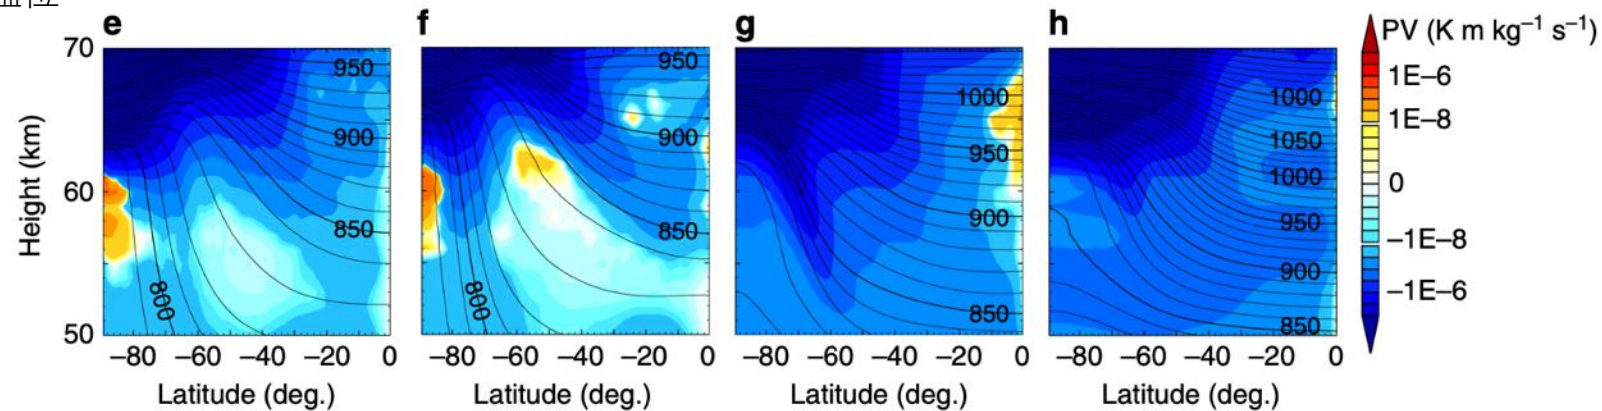 e f g h PV (K m kg⁻¹ s⁻¹)
70 950 950 1000 1000 1E–6
900 900 950 1050 1E–8
Height (km) 60 1000 0
850 850 900 950 –1E–8
800 800 900 –1E–6
50 850 850
–80 –60 –40 –20 0 –80 –60 –40 –20 0 –80 –60 –40 –20 0 –80 –60 –40 –20 0
Latitude (deg.) Latitude (deg.) Latitude (deg.) Latitude (deg.)